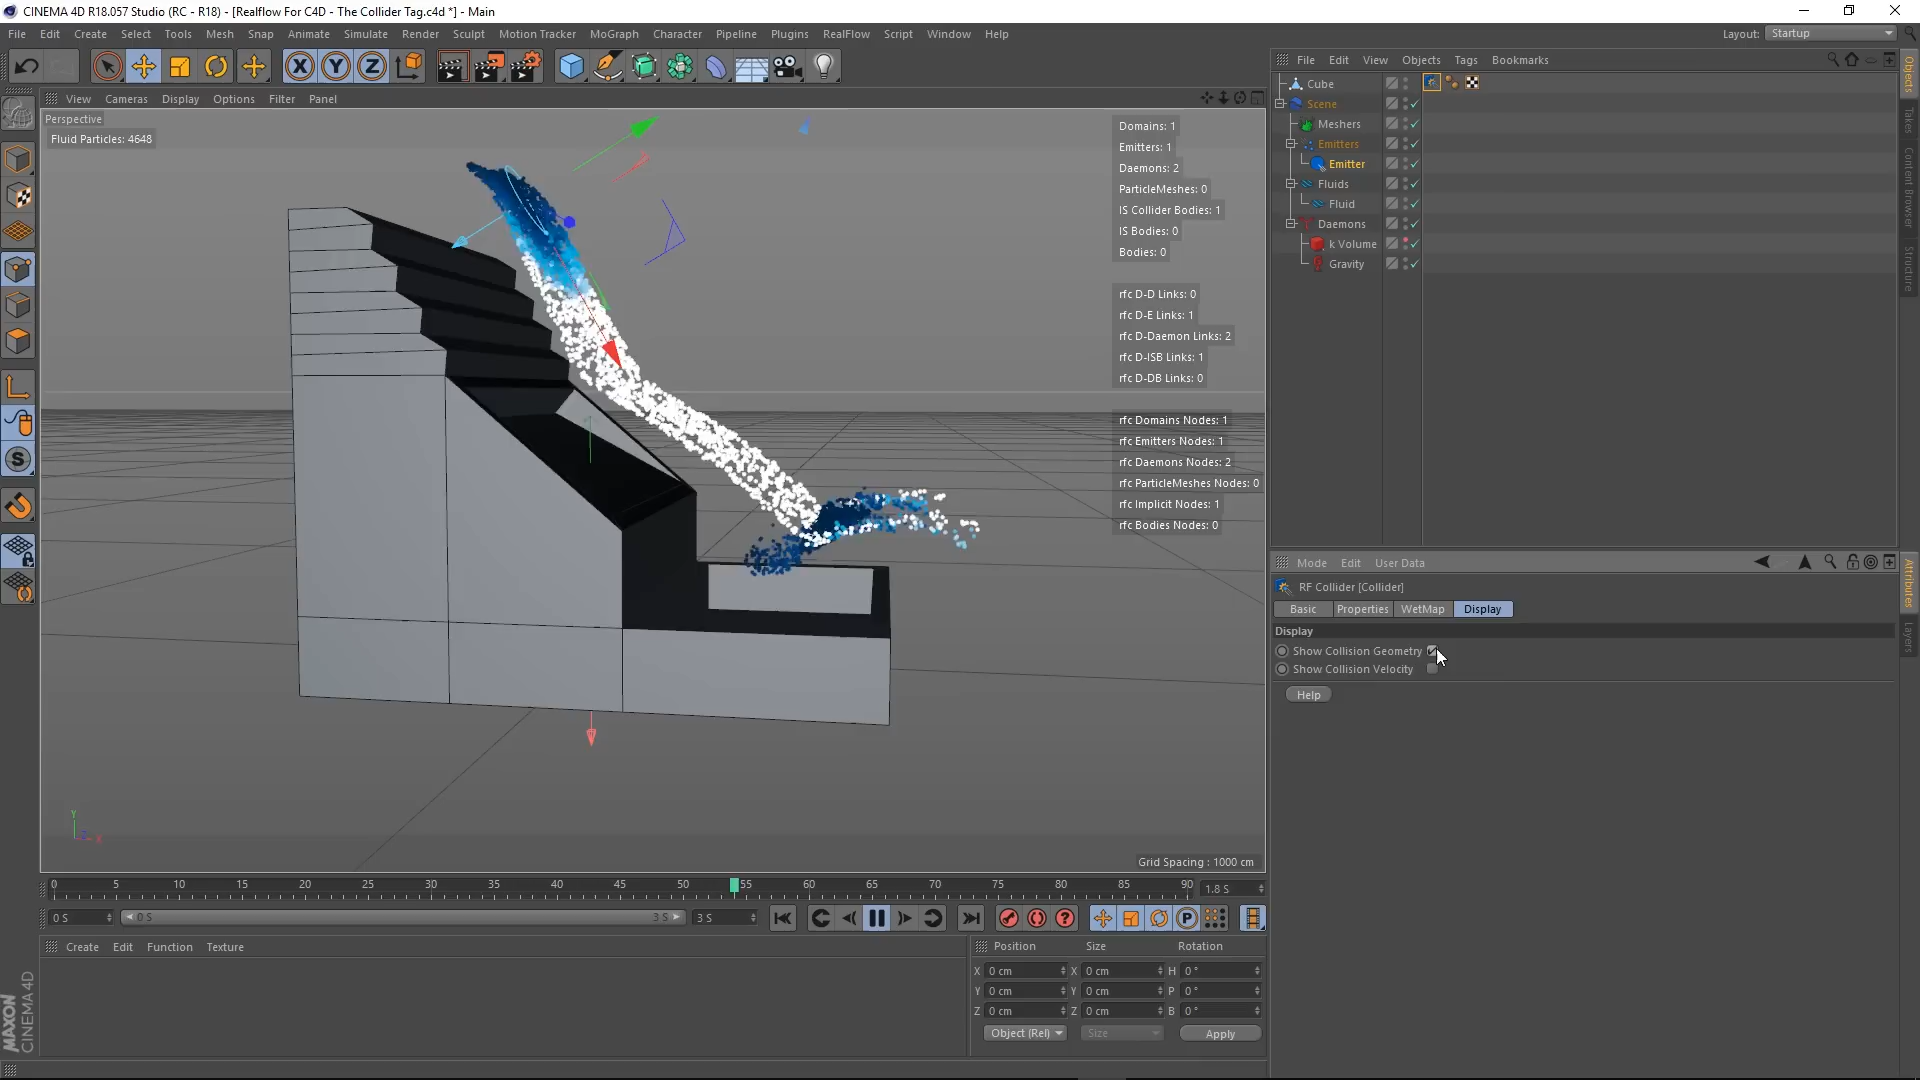 CINEMA 4D R18.057 Studio (RC - R18) - [Realflow For C4D - The Collider Tag.c4d *] - Main
File Edit Create Select Tools Mesh Snap Animate Simulate Render Sculpt Motion Tracker MoGraph Character Pipeline Plugins RealFlow Script Window Help
Layout: Startup
X Y Z
View Cameras Display Options Filter Panel
Perspective
Fluid Particles: 4648
Domains: 1
Emitters: 1
Daemons: 2
ParticleMeshes: 0
IS Collider Bodies: 1
IS Bodies: 0
Bodies: 0
rfc D-D Links: 0
rfc D-E Links: 1
rfc D-Daemon Links: 2
rfc D-ISB Links: 1
rfc D-DB Links: 0
rfc Domains Nodes: 1
rfc Emitters Nodes: 1
rfc Daemons Nodes: 2
rfc ParticleMeshes Nodes: 0
rfc Implicit Nodes: 1
rfc Bodies Nodes: 0
S
Y
Z X
Grid Spacing : 1000 cm
0 5 10 15 20 25 30 35 40 45 50 55 60 65 70 75 80 85 90
1.8 S
0 S
0 S
3 S
3 S
?
P
Create Edit Function Texture
Position Size Rotation
X 0 cm X 0 cm H 0 °
Y 0 cm Y 0 cm P 0 °
Z 0 cm Z 0 cm B 0 °
Object (Rel) Size Apply
MAXON
CINEMA 4D
File Edit View Objects Tags Bookmarks
Cube
Scene
Meshers
Emitters
Emitter
Fluids
Fluid
Daemons
k Volume
Gravity
Objects
Takes
Content Browser
Structure
Mode Edit User Data
RF Collider [Collider]
Basic Properties WetMap Display
Display
Show Collision Geometry
Show Collision Velocity
Help
Attributes
Layers